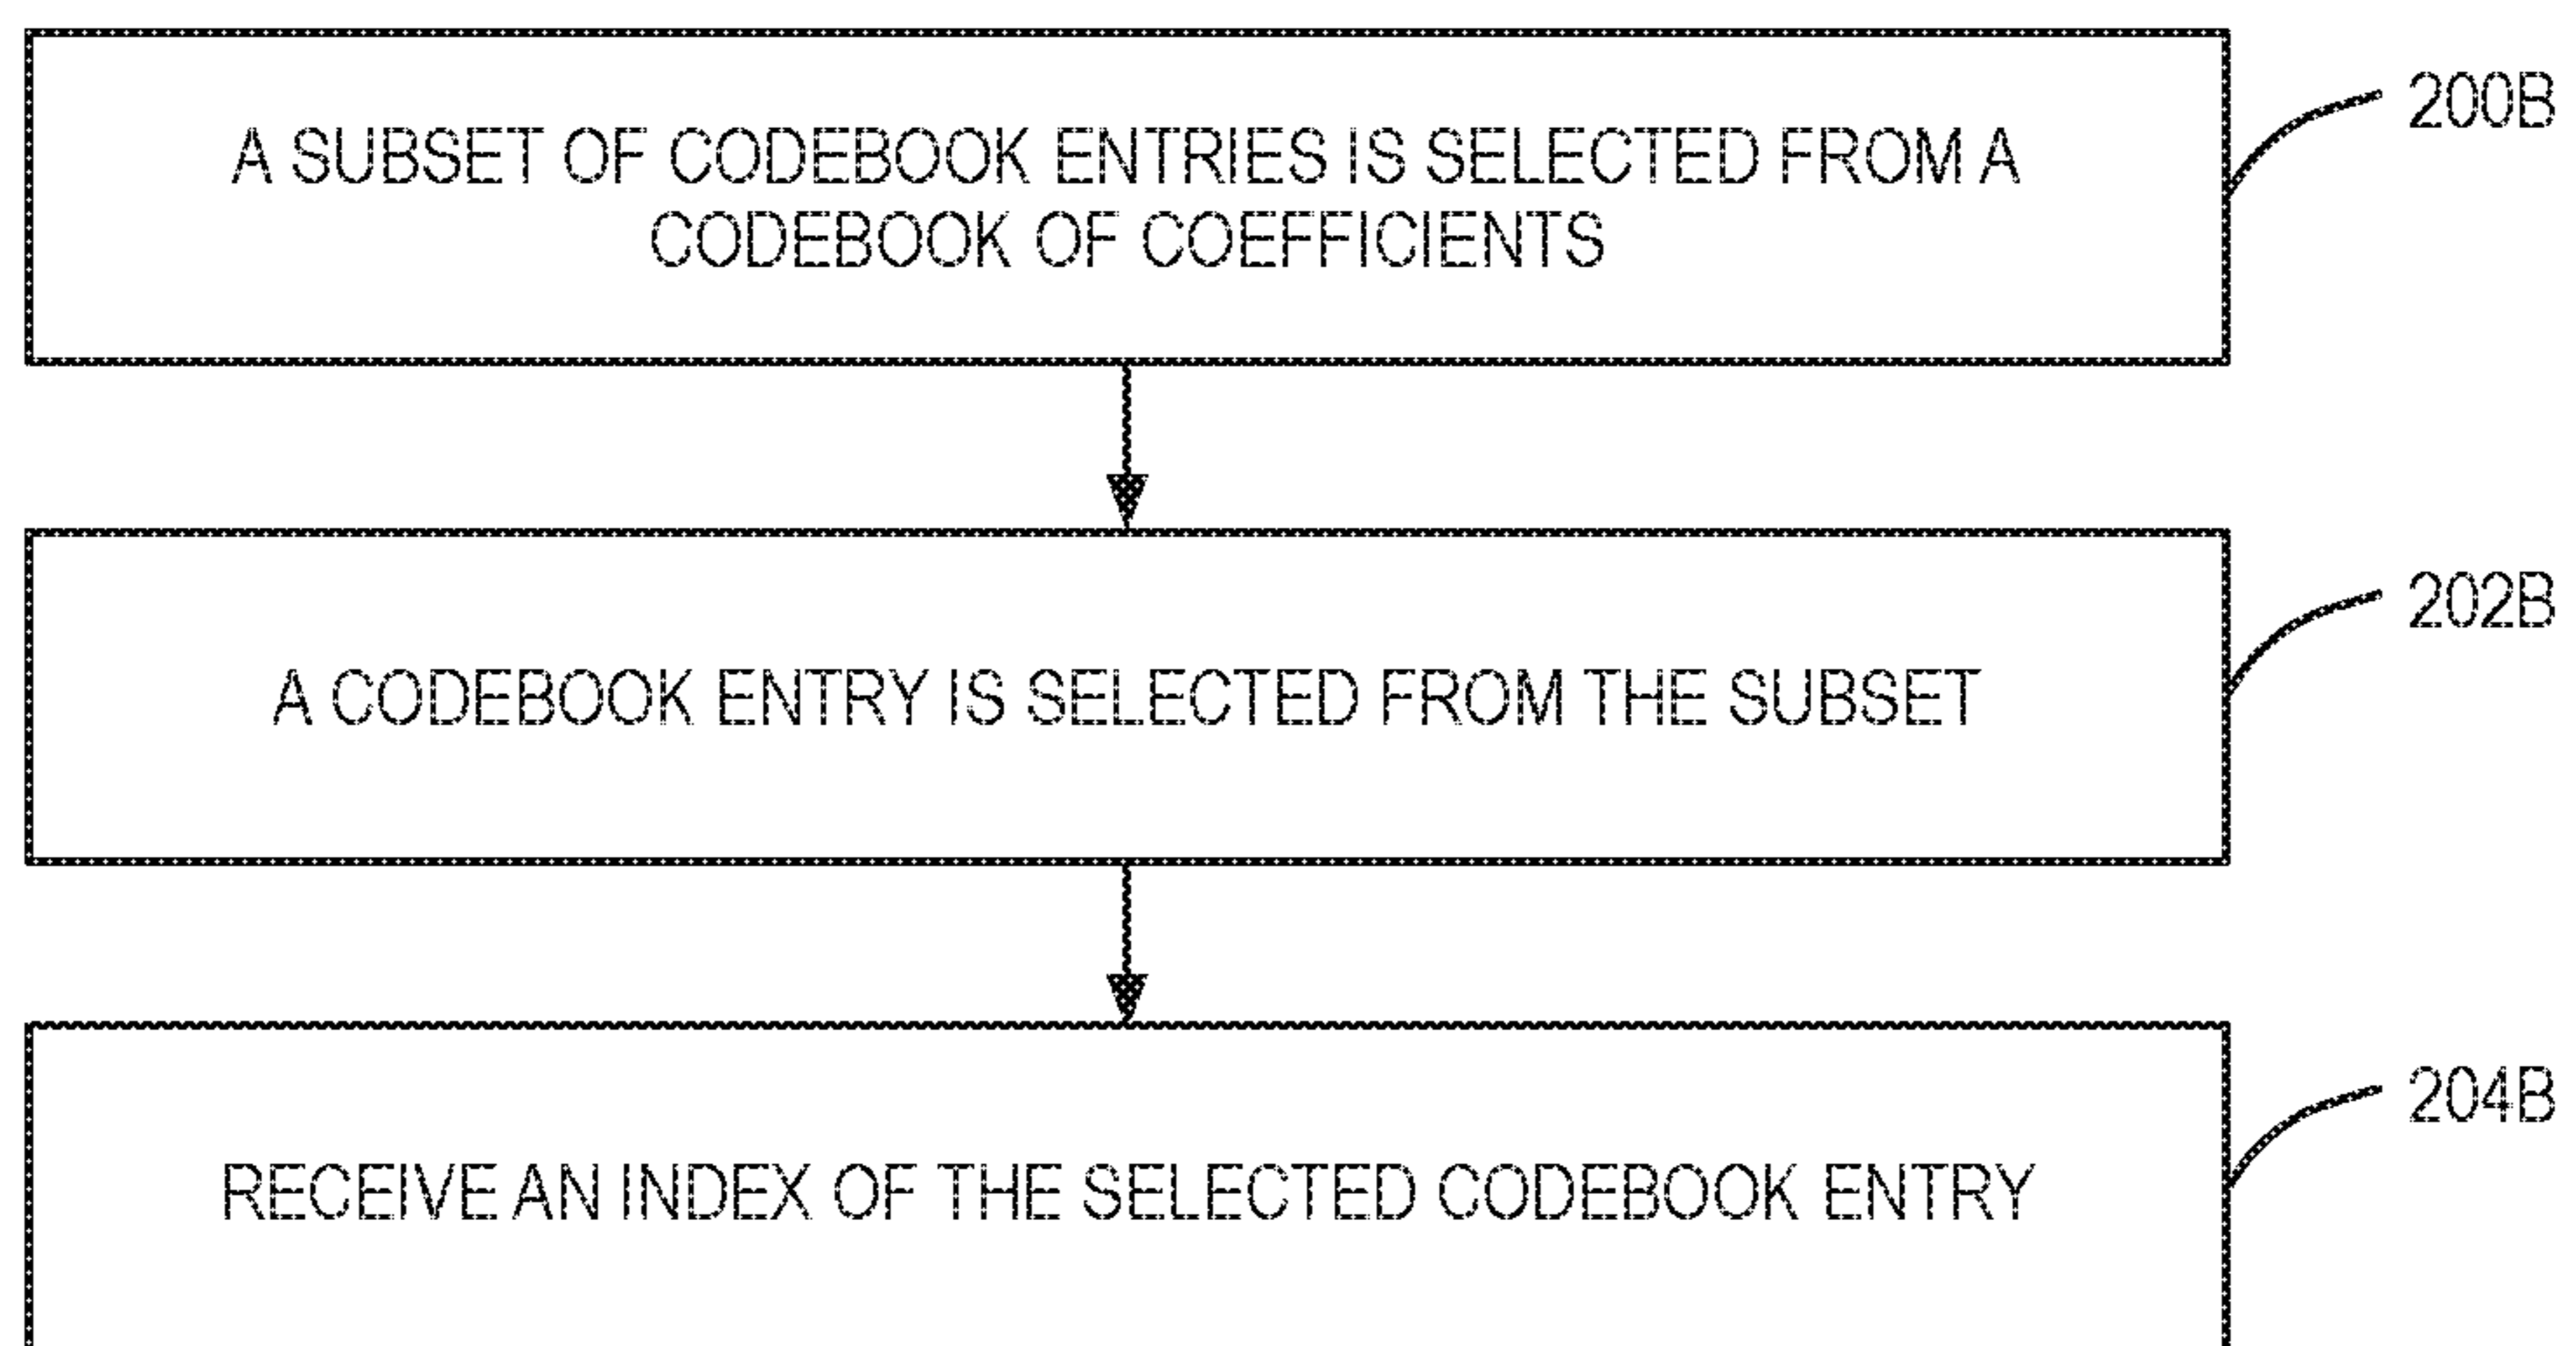 A SUBSET OF CODEBOOK ENTRIES IS SELECTED FROM A
CODEBOOK OF COEFFICIENTS
200B
A CODEBOOK ENTRY IS SELECTED FROM THE SUBSET
202B
RECEIVE AN INDEX OF THE SELECTED CODEBOOK ENTRY
204B